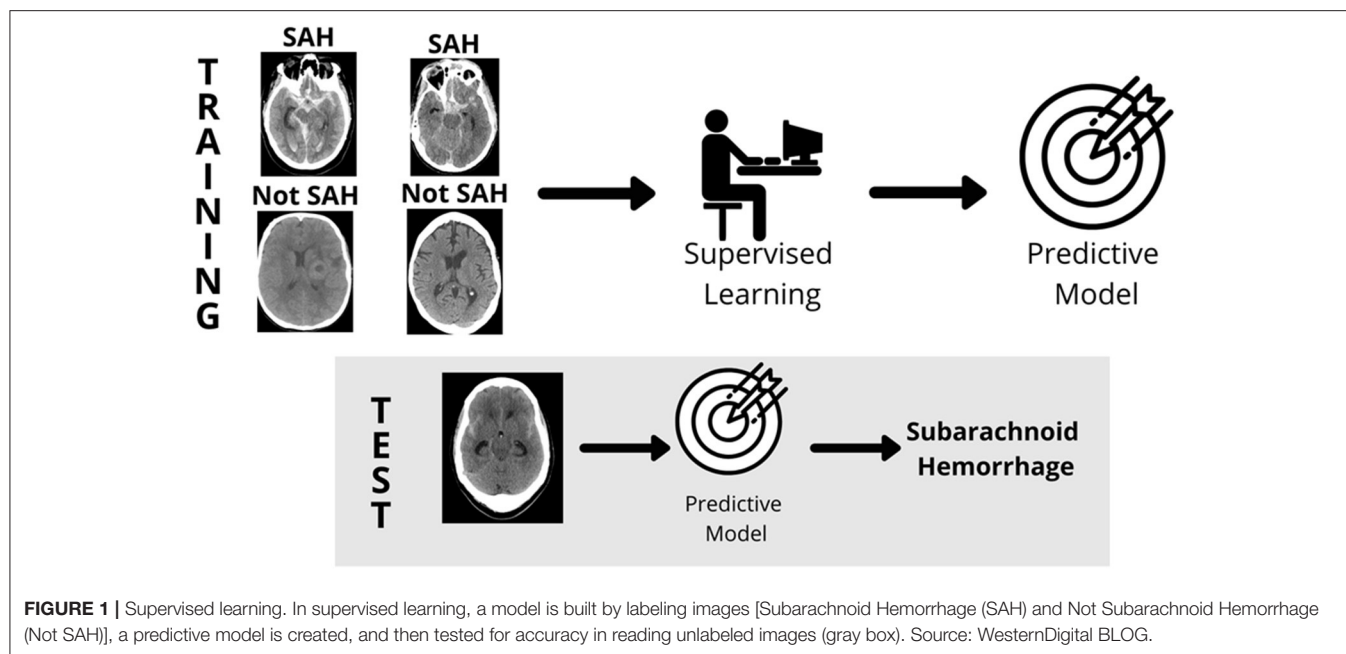 TRAINING
SAH
SAH
Not SAH
Not SAH
Supervised
Learning
Predictive
Model
TEST
Predictive
Model
Subarachnoid
Hemorrhage
FIGURE 1 | Supervised learning. In supervised learning, a model is built by labeling images [Subarachnoid Hemorrhage (SAH) and Not Subarachnoid Hemorrhage
(Not SAH)], a predictive model is created, and then tested for accuracy in reading unlabeled images (gray box). Source: WesternDigital BLOG.